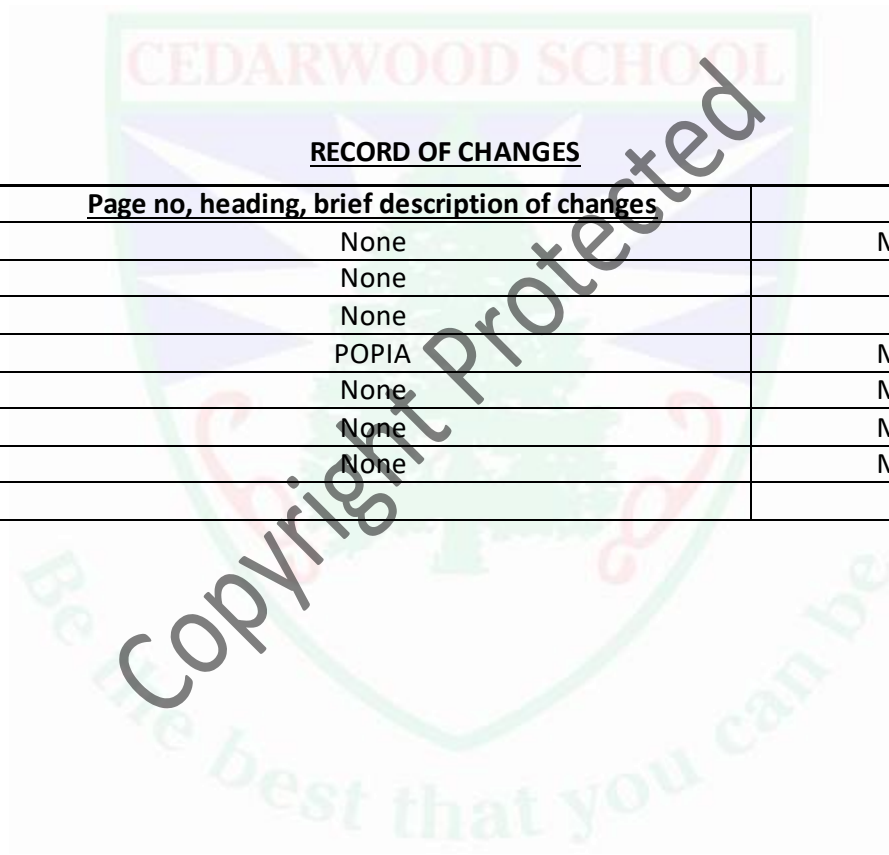 CEDARWOOD SCHOOL
RECORD OF CHANGES
Page no, heading, brief description of changes
None
None
None
POPIA
None
None
None
Copyright Protected
Be the best that you can be